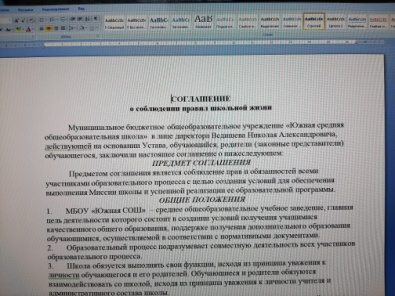 СОГЛАШЕНИЕ
о соблюдении правил школьной жизни
Муниципальное бюджетное общеобразовательное учреждение «Южная средняя
общеобразовательная школа» в лице директора Ведищева Николая Александровича,
действующей на основании Устава, обучающийся, родители (законные представители)
обучающегося, заключили настоящее соглашение о нижеследующем:
ПРЕДМЕТ СОГЛАШЕНИЯ
Предметом соглашения является соблюдение прав и обязанностей всеми
участниками образовательного процесса с целью создания условий для обеспечения
выполнения Миссии школы и успешной реализации ее образовательной программы.
ОБЩИЕ ПОЛОЖЕНИЯ
1. МБОУ «Южная СОШ» – среднее общеобразовательное учебное заведение, главная
цель деятельности которого состоит в создании условий получения учащимися
качественного общего образования, поддержке получения дополнительного образования
обучающимися, осуществляемой в соответствии с нормативными документами.
2. Образовательный процесс подразумевает совместную деятельность всех участников
образовательного процесса.
3. Школа обязуется выполнять свои функции, исходя из принципа уважения к
личности обучающегося и его родителей. Обучающиеся и родители обязуются
взаимодействовать со школой, исходя из принципа уважения к личности учителя и
административного состава школы.